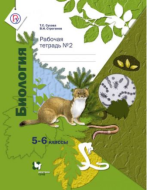 Т.С. Сухова
В.И. Строганов
Рабочая
тетрадь №2
Биология
5-6 классы